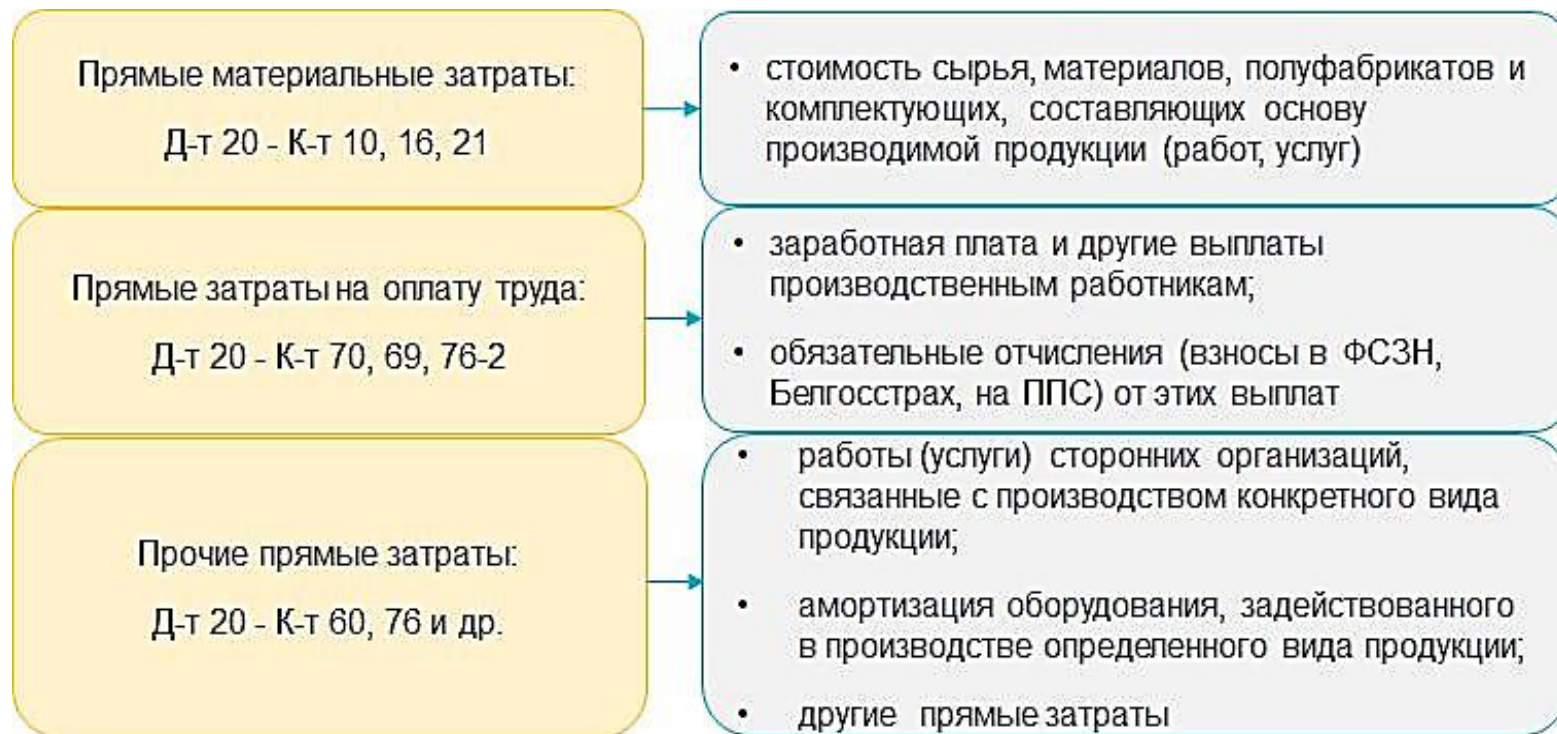 Прямые материальные затраты:
Д-т 20 - К-т 10, 16, 21
• стоимость сырья, материалов, полуфабрикатов и
комплектующих, составляющих основу
производимой продукции (работ, услуг)
Прямые затраты на оплату труда:
Д-т 20 - К-т 70, 69, 76-2
• заработная плата и другие выплаты
производственным работникам;
• обязательные отчисления (взносы в ФСЗН,
Белгосстрах, на ППС) от этих выплат
Прочие прямые затраты:
Д-т 20 - К-т 60, 76 и др.
• работы (услуги) сторонних организаций,
связанные с производством конкретного вида
продукции;
• амортизация оборудования, задействованного
в производстве определенного вида продукции;
• другие прямые затраты